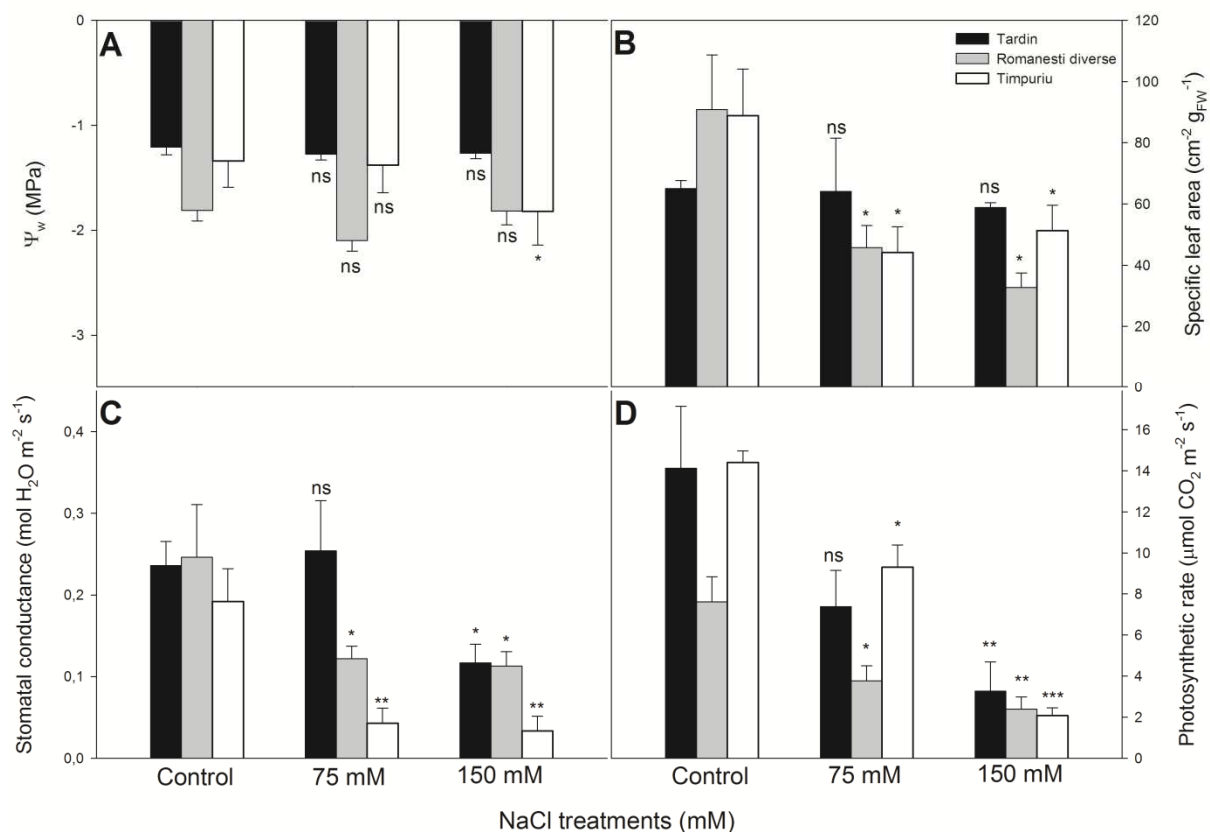 A
0
-1
-2
-3
Ψw (MPa)
ns
ns
ns
ns
ns
*
B
Tardin
Romanesti diverse
Timpuriu
120
100
80
60
40
20
0
Specific leaf area (cm⁻² gFW⁻¹)
ns
*
*
ns
*
*
C
0,4
0,3
0,2
0,1
0,0
Stomatal conductance (mol H₂O m⁻² s⁻¹)
ns
*
**
*
*
**
Control
75 mM
150 mM
D
16
14
12
10
8
6
4
2
0
Photosynthetic rate (μmol CO₂ m⁻² s⁻¹)
ns
*
*
**
**
***
Control
75 mM
150 mM
NaCl treatments (mM)